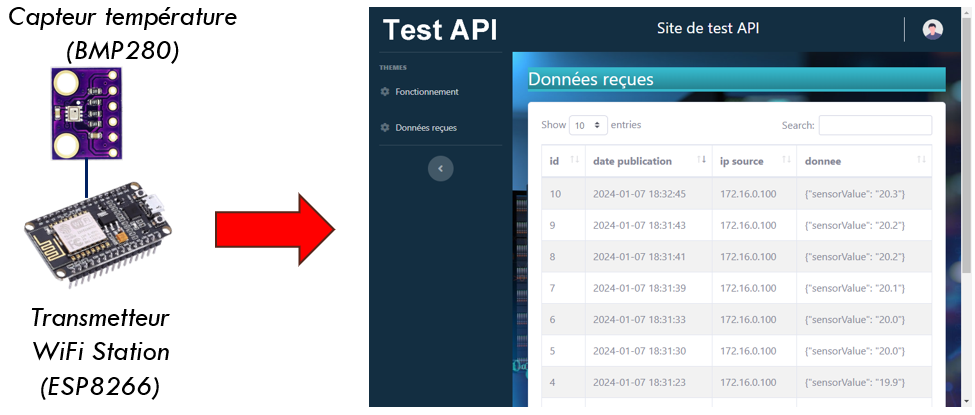 Capteur température
(BMP280)
Transmetteur
WiFi Station
(ESP8266)
Test API
Site de test API
THEMES
Fonctionnement
Données reçues
Données reçues
Show 10 entries
Search:
id date publication ip source donnee
10 2024-01-07 18:32:45 172.16.0.100 {"sensorValue": "20.3"}
9 2024-01-07 18:31:43 172.16.0.100 {"sensorValue": "20.2"}
8 2024-01-07 18:31:41 172.16.0.100 {"sensorValue": "20.2"}
7 2024-01-07 18:31:39 172.16.0.100 {"sensorValue": "20.1"}
6 2024-01-07 18:31:33 172.16.0.100 {"sensorValue": "20.0"}
5 2024-01-07 18:31:30 172.16.0.100 {"sensorValue": "20.0"}
4 2024-01-07 18:31:23 172.16.0.100 {"sensorValue": "19.9"}